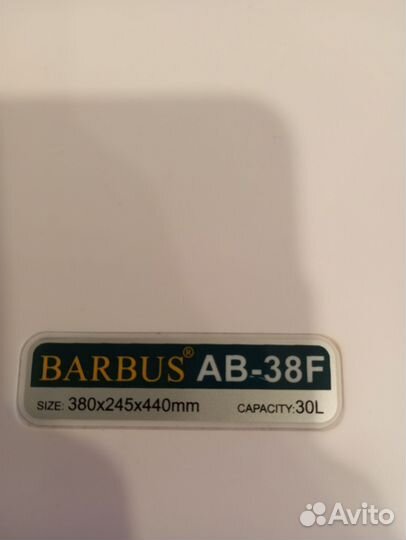 BARBUS® AB-38F
SIZE: 380x245x440mm CAPACITY:30L
Avito